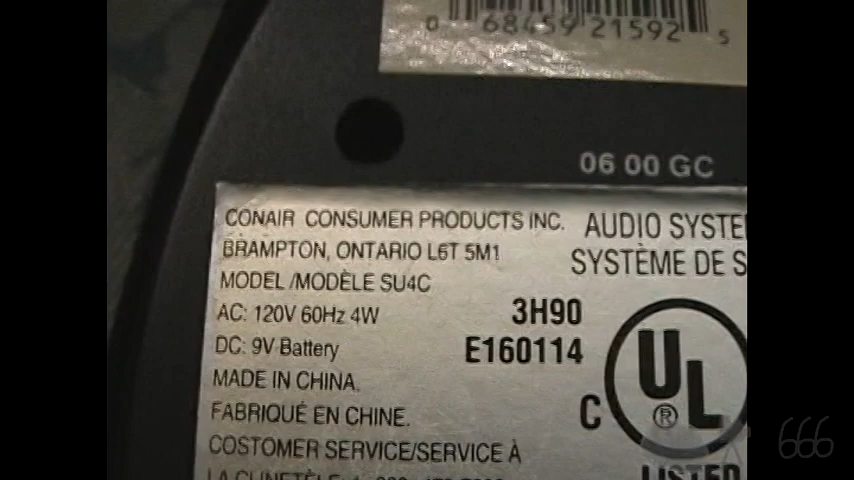 0 68459 21592 5
06 00 GC
CONAIR CONSUMER PRODUCTS INC.
BRAMPTON, ONTARIO L6T 5M1
MODEL/MODÈLE SU4C
AC: 120V 60Hz 4W
DC: 9V Battery
MADE IN CHINA.
FABRIQUÉ EN CHINE.
COSTOMER SERVICE/SERVICE À
AUDIO SYSTE
SYSTÈME DE S
3H90
E160114
C UL ®
LISTED
666